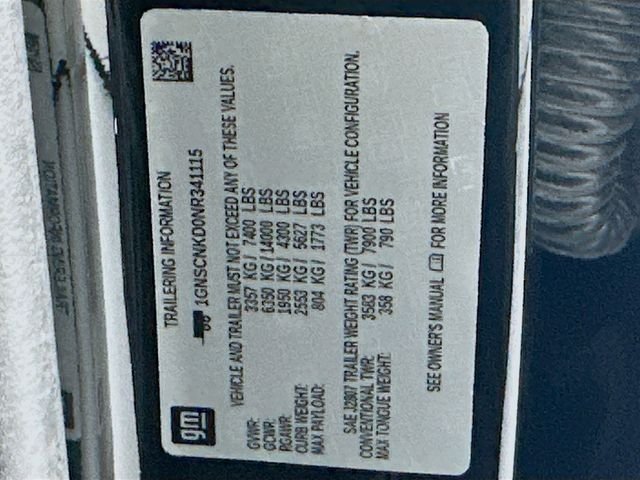 TRAILERING INFORMATION
1GNSCNKD0NR341115
gm
VEHICLE AND TRAILER MUST NOT EXCEED ANY OF THESE VALUES.
GVWR: 3357 KG / 7400 LBS
GCWR: 6350 KG / 14000 LBS
RGAWR: 1950 KG / 4300 LBS
CURB WEIGHT: 2553 KG / 5627 LBS
MAX PAYLOAD: 804 KG / 1773 LBS
SAE J2807 TRAILER WEIGHT RATING (TWR) FOR VEHICLE CONFIGURATION.
CONVENTIONAL TWR: 3583 KG / 7900 LBS
MAX TONGUE WEIGHT: 358 KG / 790 LBS
SEE OWNER'S MANUAL FOR MORE INFORMATION